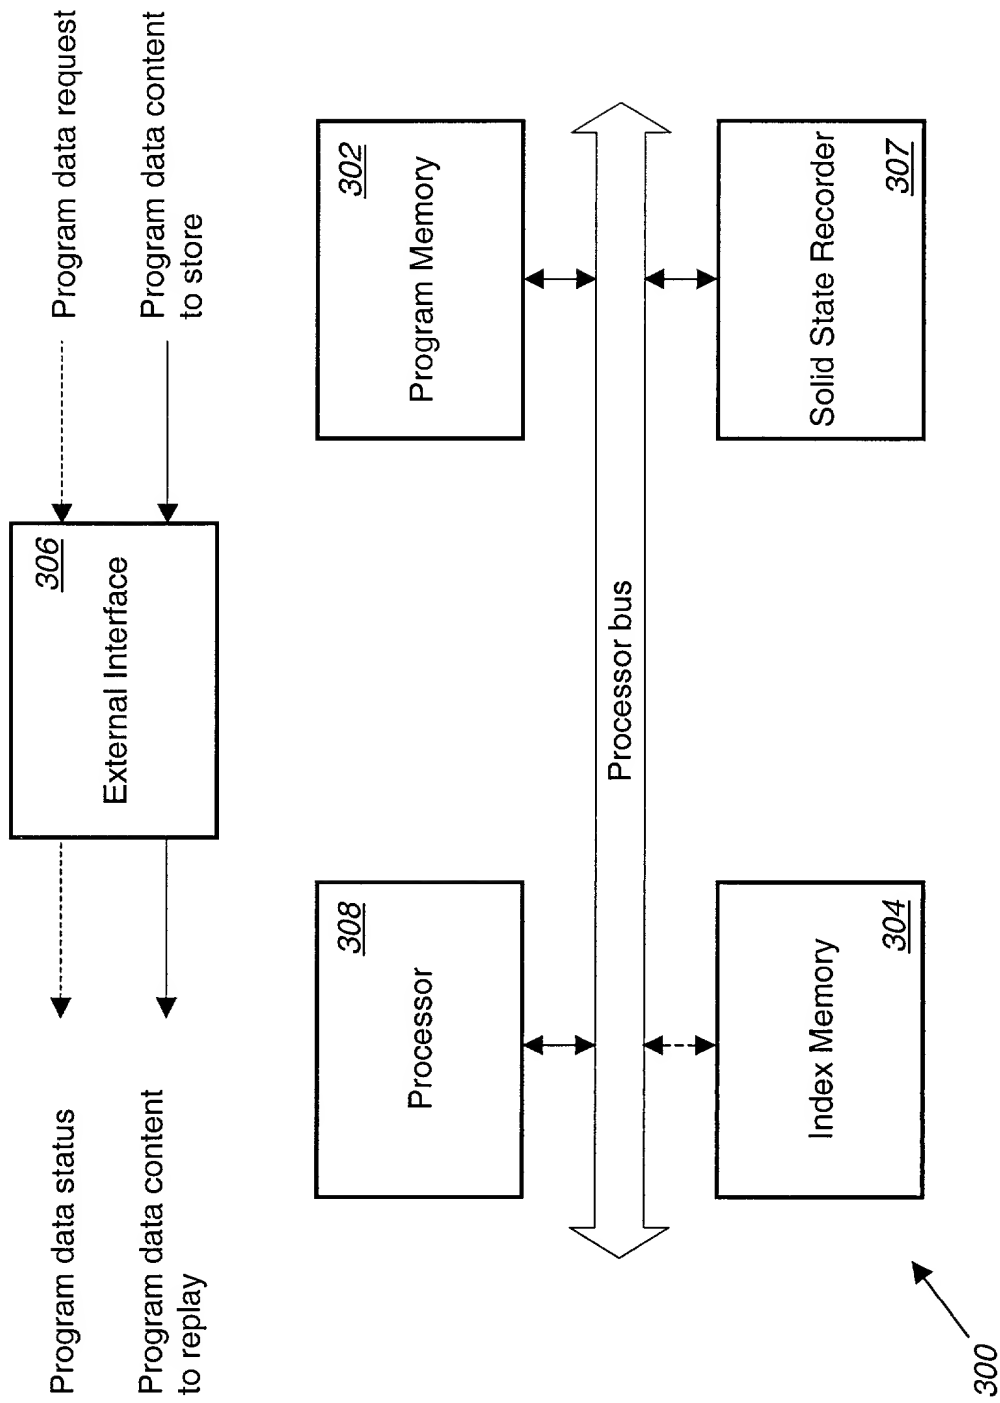 Program data status
Program data content
to replay
306
External Interface
Program data request
Program data content
to store
308
Processor
302
Program Memory
Processor bus
Index Memory
304
Solid State Recorder
307
300